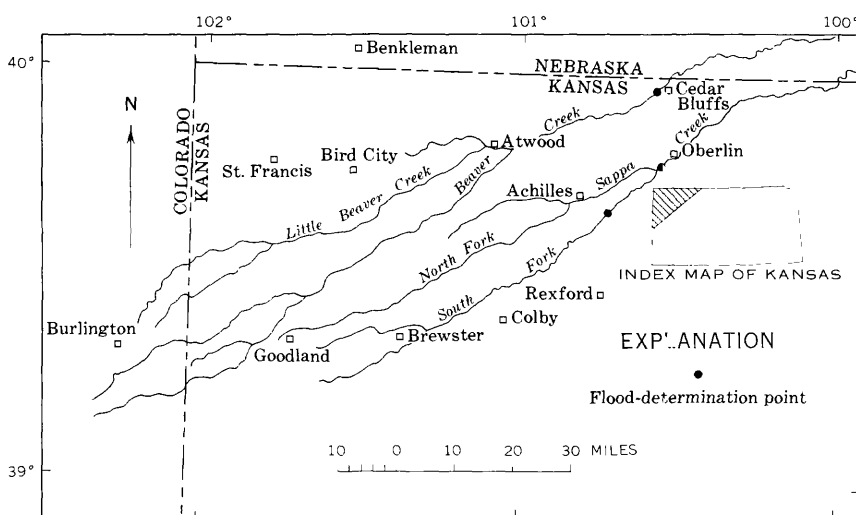 102°
101°
100°
40°
Benkleman
NEBRASKA
KANSAS
Cedar
Bluffs
N
COLORADO
KANSAS
St. Francis
Bird City
Atwood
Creek
Creek
Oberlin
Little Beaver Creek
Beaver
Achilles
Sappa
North Fork
South Fork
INDEX MAP OF KANSAS
Rexford
Burlington
Goodland
Brewster
Colby
EXP'.ANATION
Flood-determination point
10 0 10 20 30 MILES
39°